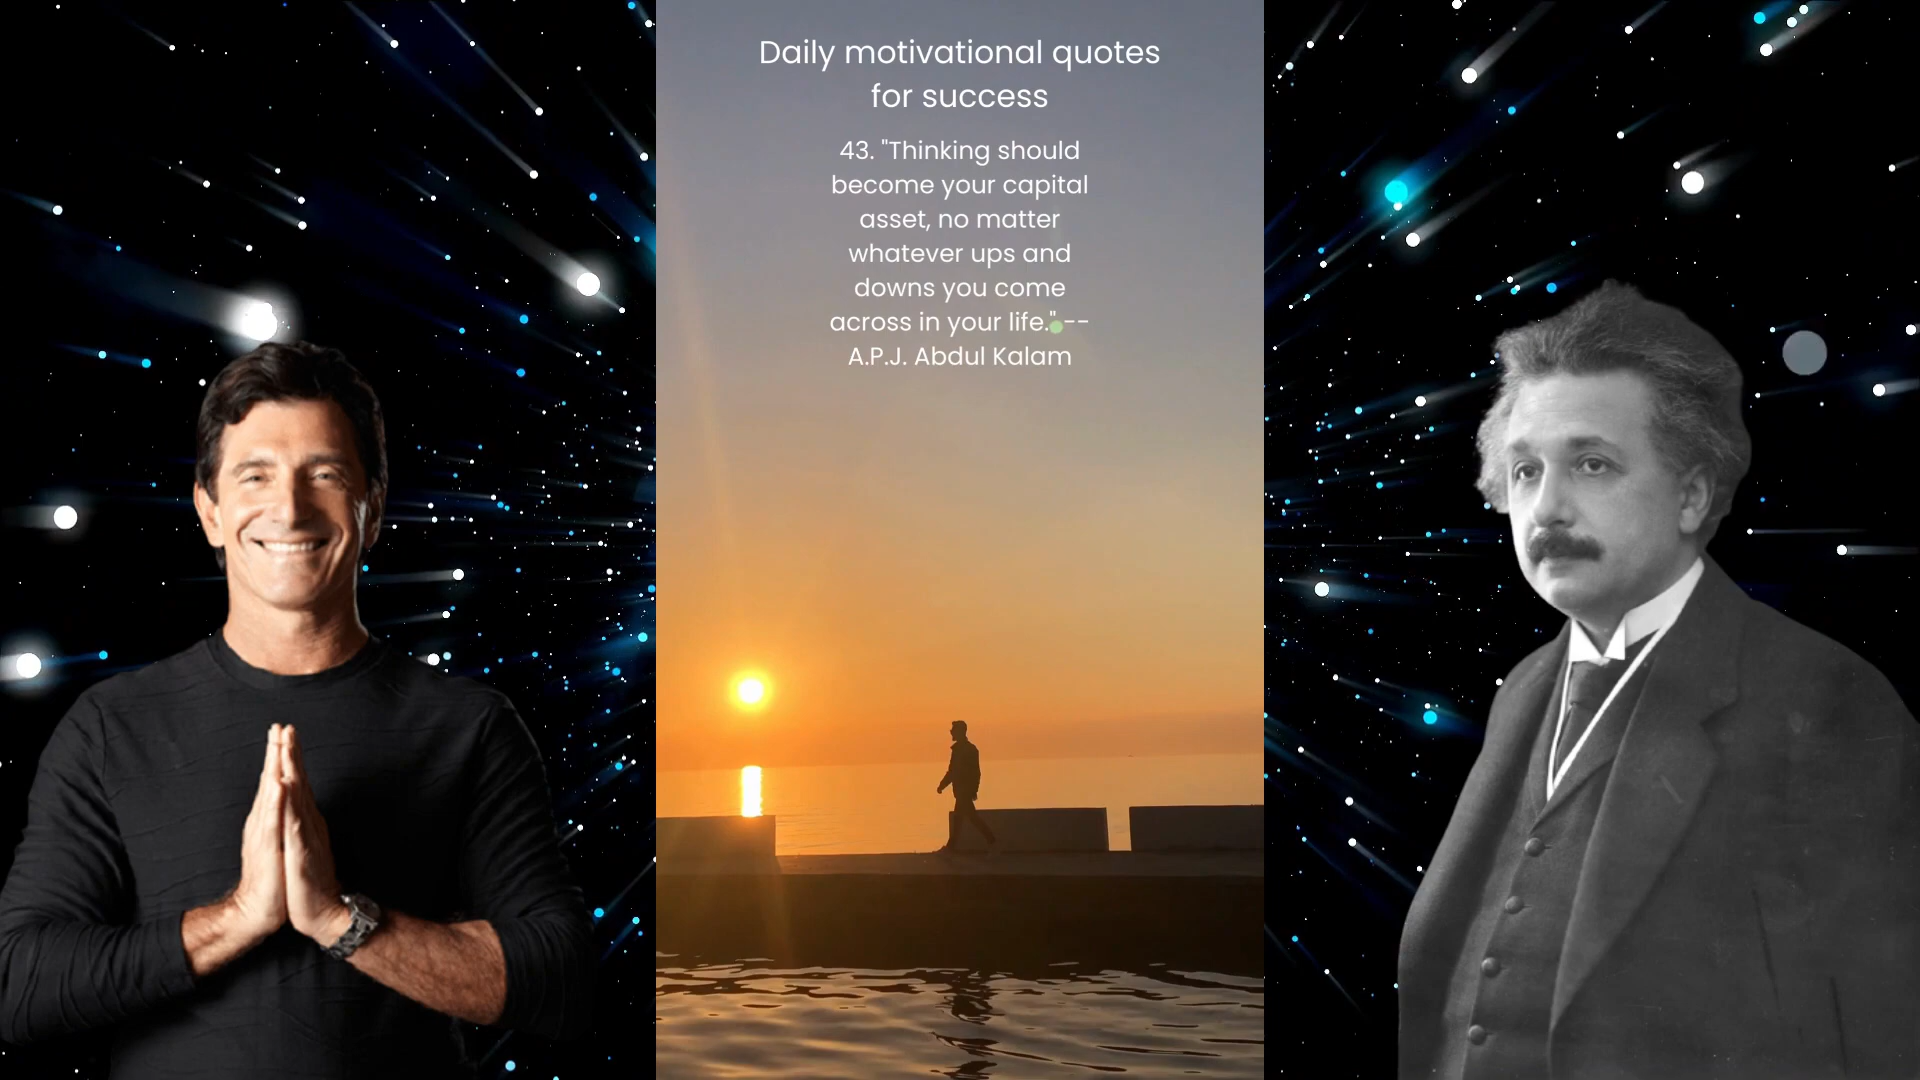 Daily motivational quotes
for success
43. "Thinking should
become your capital
asset, no matter
whatever ups and
downs you come
across in your life." --
A.P.J. Abdul Kalam